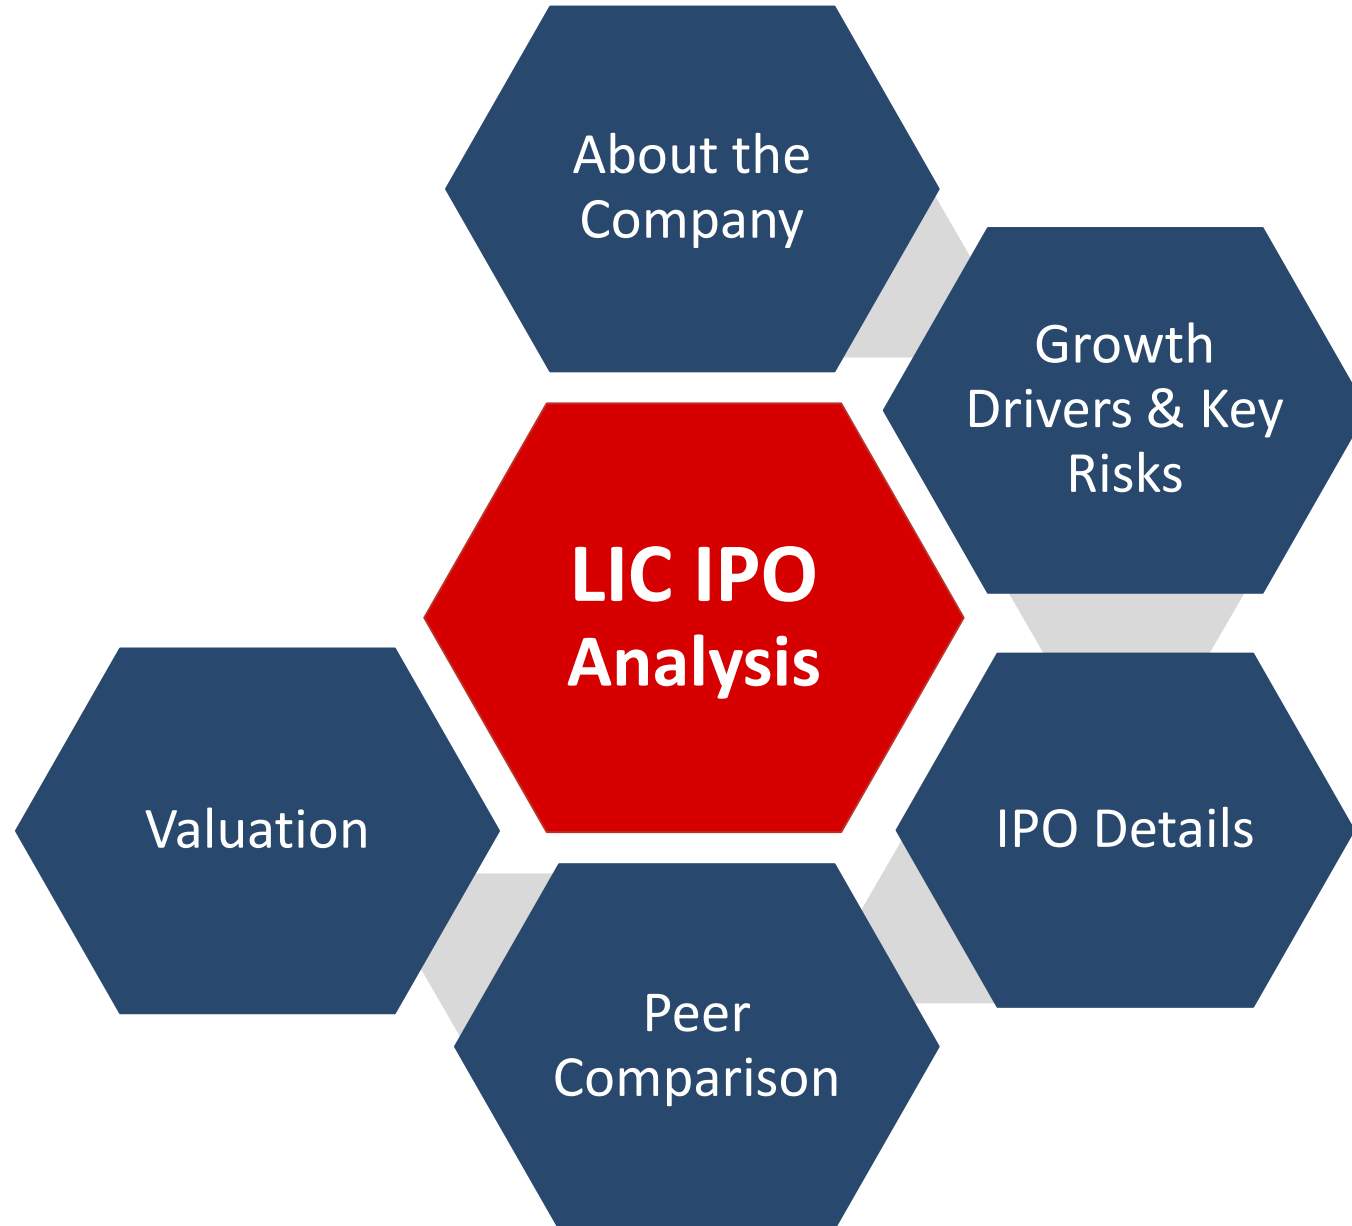 About the
Company
Growth
Drivers & Key
Risks
LIC IPO
Analysis
IPO Details
Valuation
Peer
Comparison